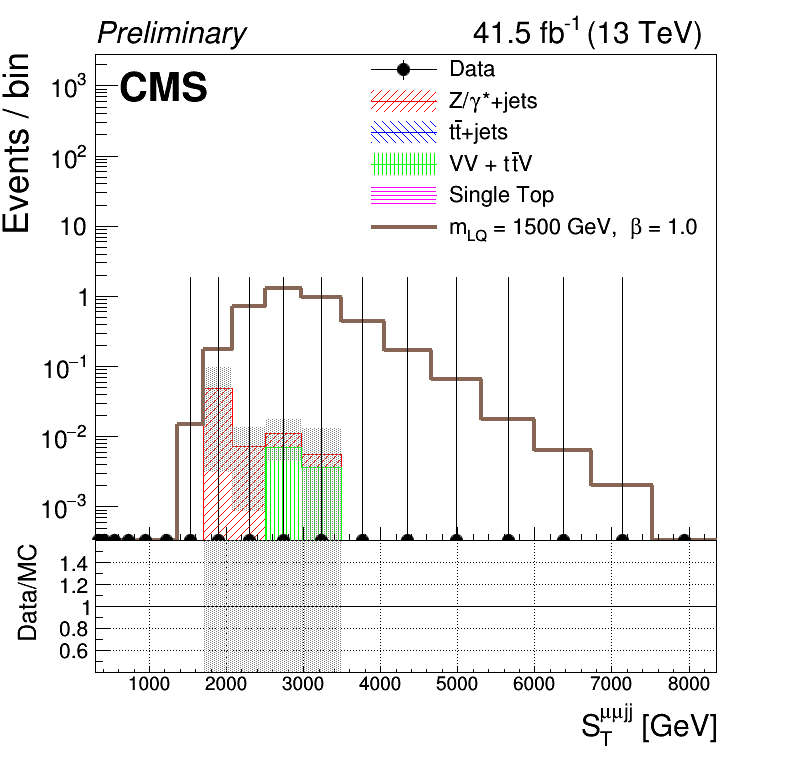 Preliminary 41.5 fb⁻¹ (13 TeV)
CMS
Events / bin
10³
10²
10
1
10⁻¹
10⁻²
10⁻³
Data
Z/γ*+jets
tt̄+jets
VV + tt̄V
Single Top
m_LQ = 1500 GeV, β = 1.0
Data/MC
1.4
1.2
1
0.8
0.6
1000 2000 3000 4000 5000 6000 7000 8000
S_T^μμjj [GeV]